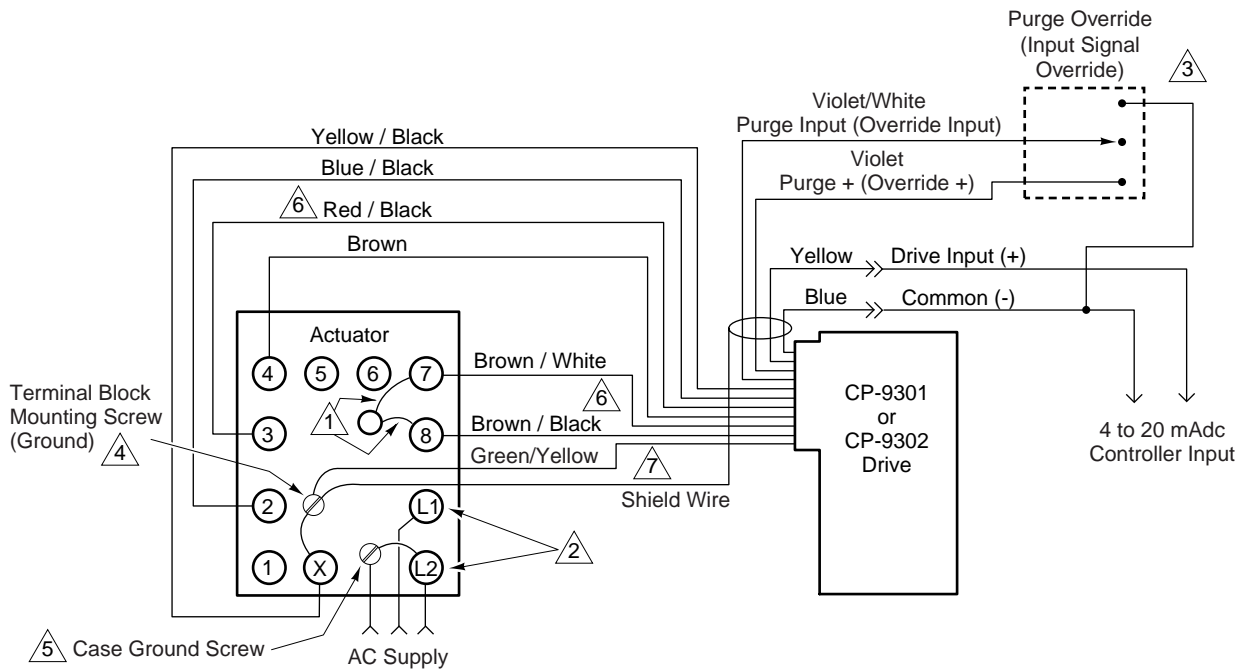 Purge Override
(Input Signal
Override)
3
Violet/White
Purge Input (Override Input)
Violet
Purge + (Override +)
Yellow / Black
Blue / Black
6
Red / Black
Brown
Yellow
Drive Input (+)
Blue
Common (-)
Actuator
4
5
6
7
Brown / White
6
Terminal Block
Mounting Screw
(Ground)
4
3
1
8
Brown / Black
Green/Yellow
7
Shield Wire
CP-9301
or
CP-9302
Drive
4 to 20 mAdc
Controller Input
2
L1
2
1
X
L2
5
Case Ground Screw
AC Supply